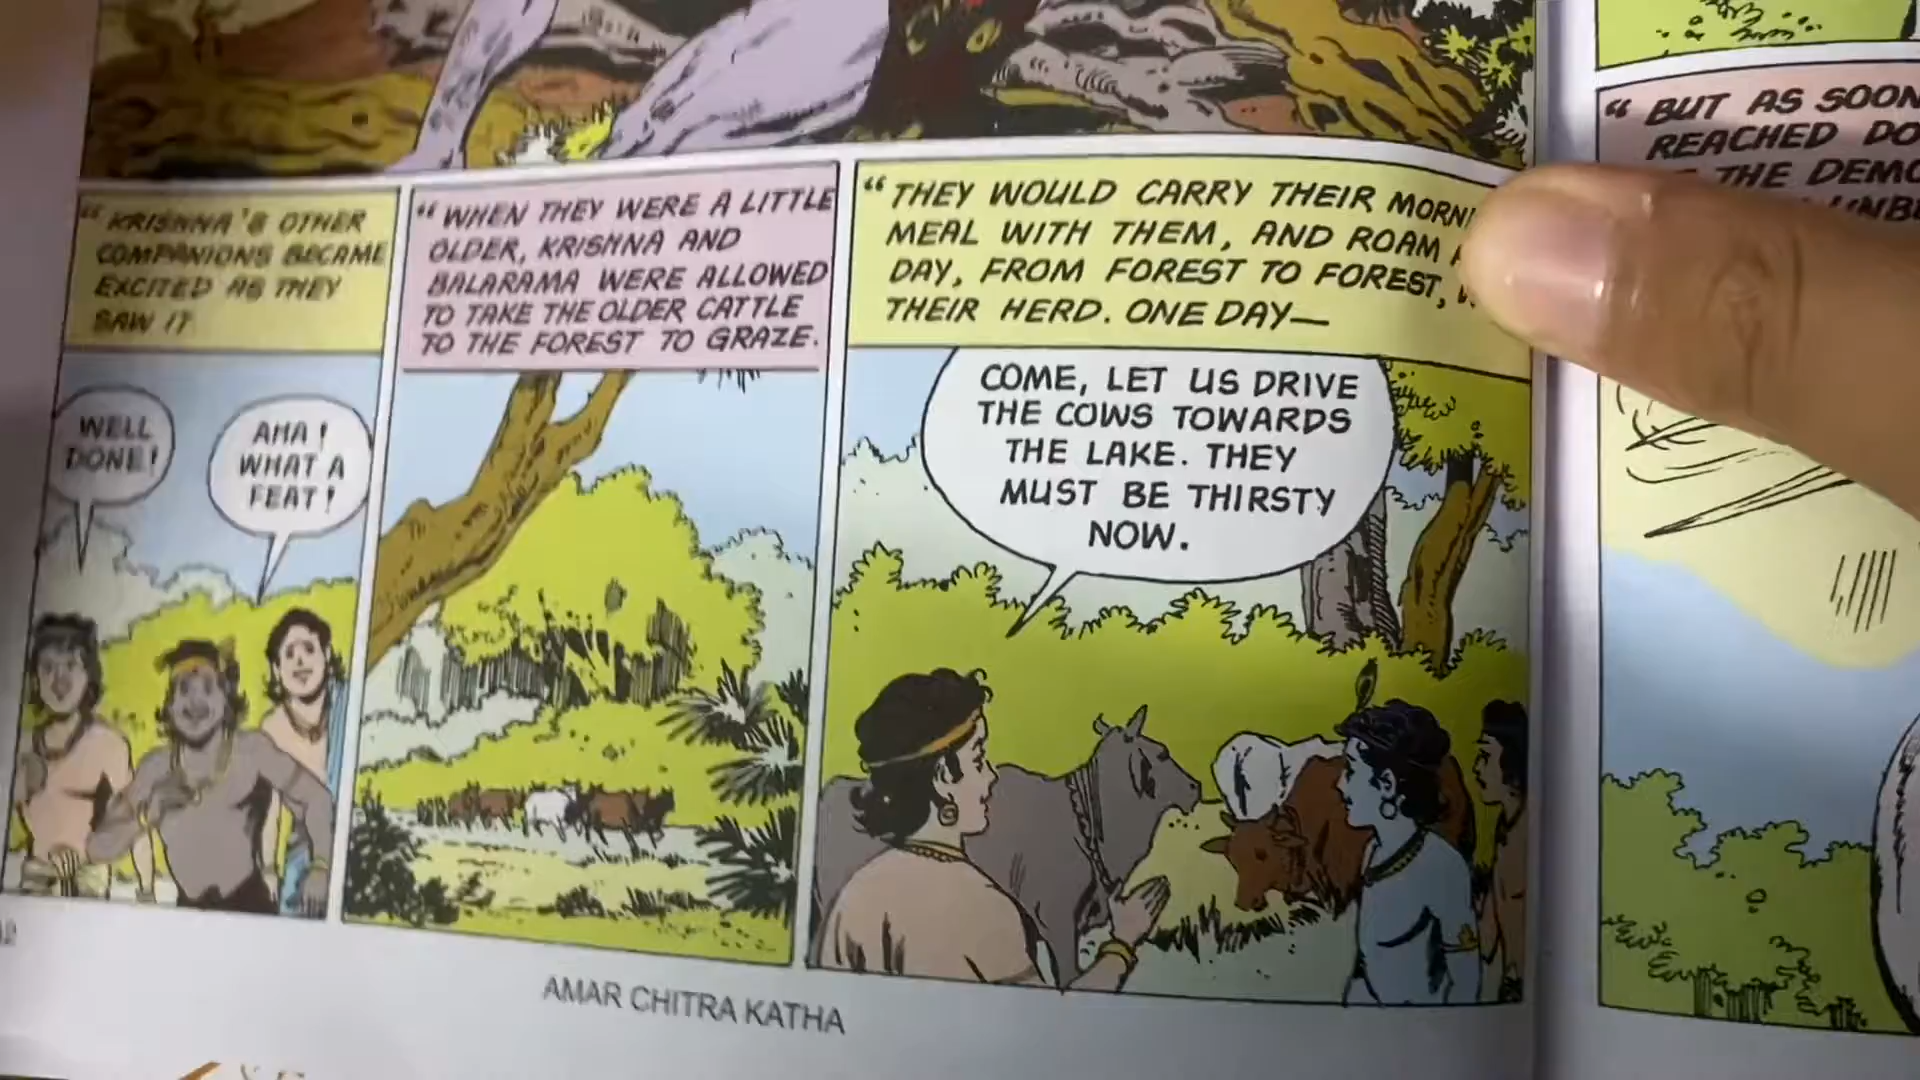 “KRISHNA'S OTHER
COMPANIONS BECAME
EXCITED AS THEY
SAW IT
WELL
DONE!
AHA!
WHAT A
FEAT!
“WHEN THEY WERE A LITTLE
OLDER, KRISHNA AND
BALARAMA WERE ALLOWED
TO TAKE THE OLDER CATTLE
TO THE FOREST TO GRAZE.
“THEY WOULD CARRY THEIR
MEAL WITH THEM, AND ROAM
DAY, FROM FOREST TO FOREST,
THEIR HERD. ONE DAY—
COME, LET US DRIVE
THE COWS TOWARDS
THE LAKE. THEY
MUST BE THIRSTY
NOW.
AMAR CHITRA KATHA
“BUT AS SOON
REACHED
THE